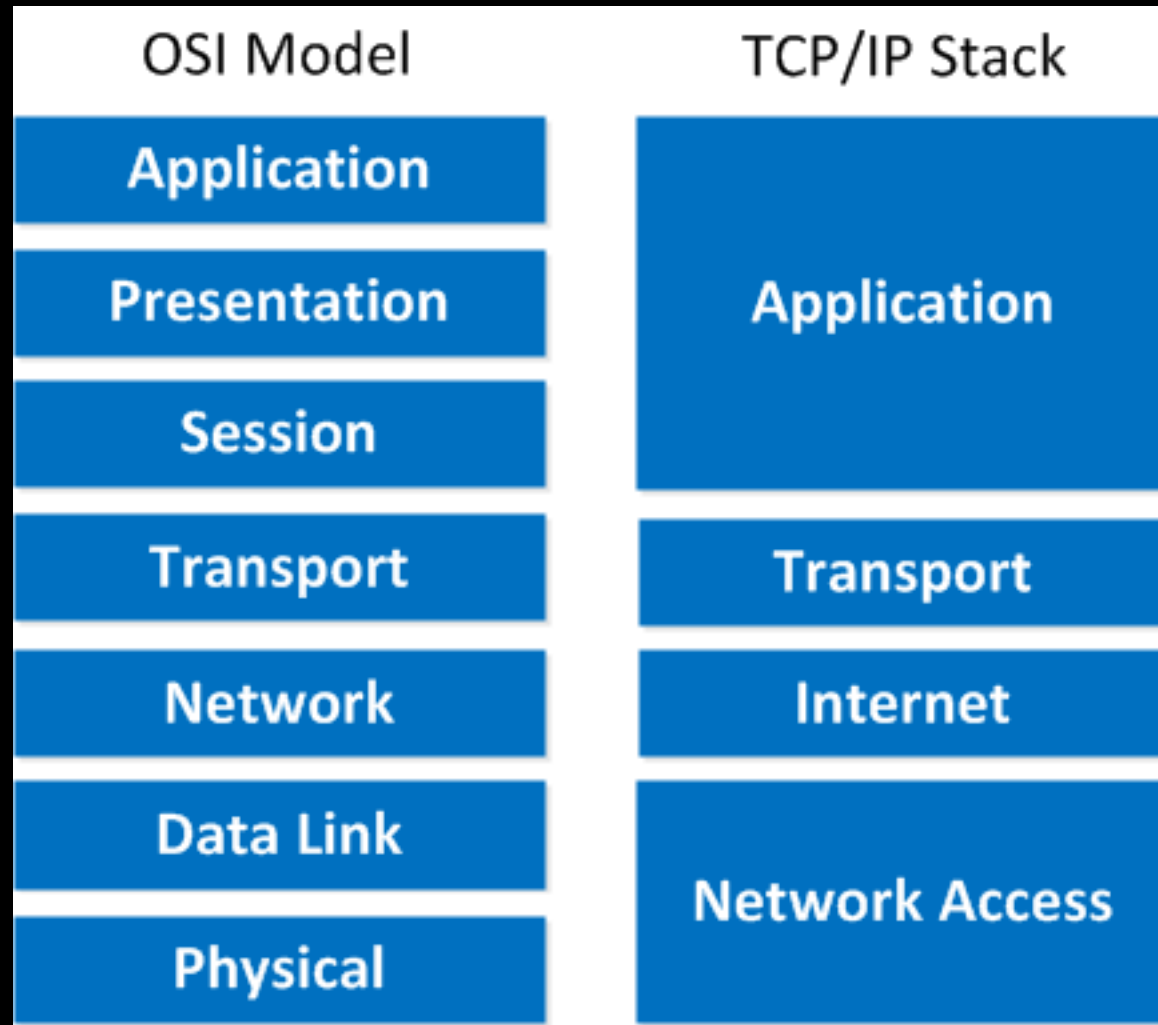 OSI Model
Application
Presentation
Session
Transport
Network
Data Link
Physical
TCP/IP Stack
Application
Transport
Internet
Network Access